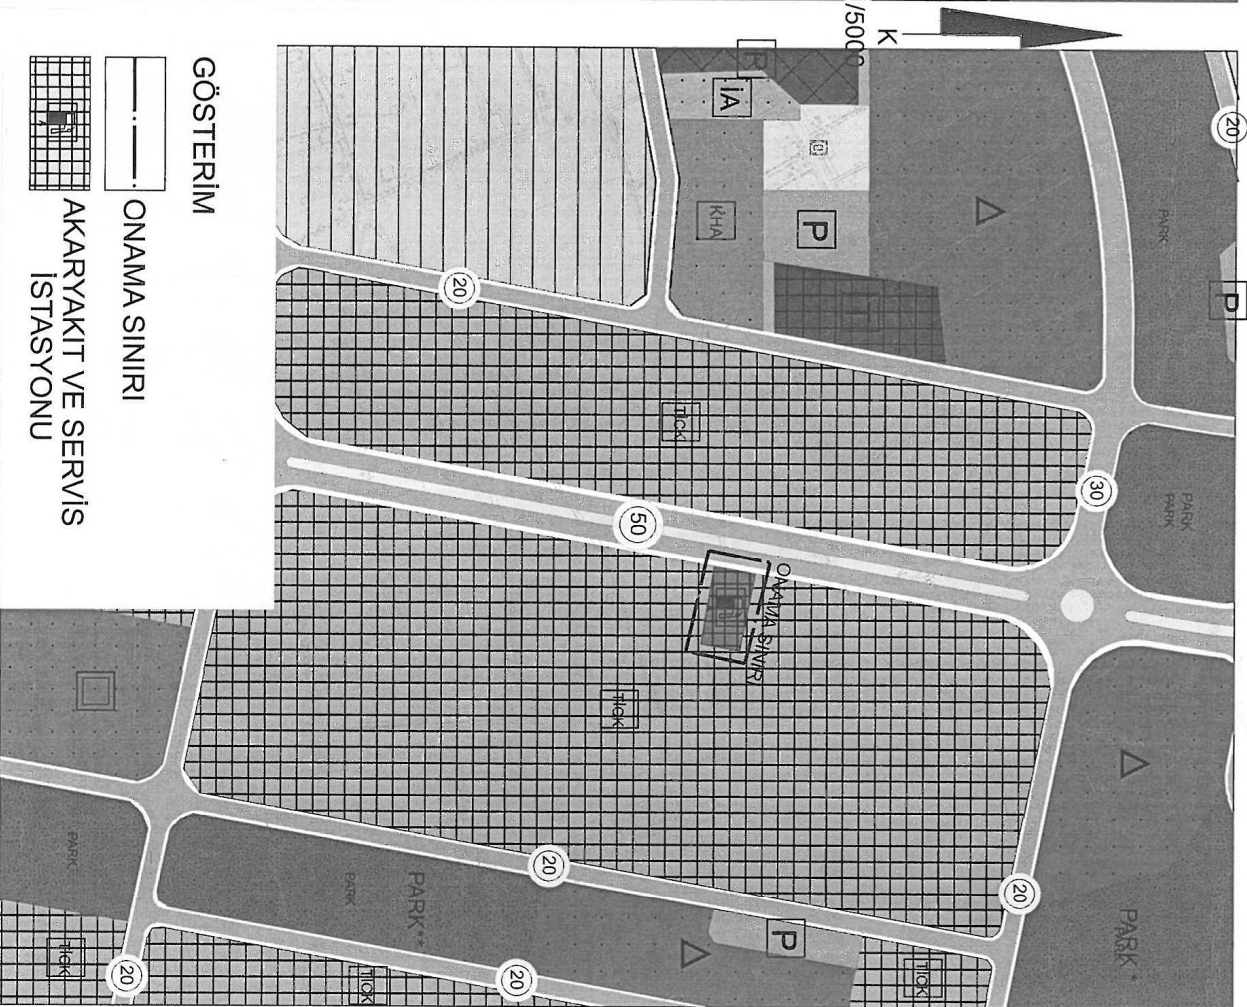 K
/5000
GÖSTERİM
ONAMA SINIRI
AKARYAKIT VE SERVİS
İSTASYONU
20
P
PARK
İA
KHA
P
20
TİCK
30
PARK
PARK
50
ONAMA SINIRI
TİCK
20
20
PARK
PARK
PARK**
P
PARK *
PARK
TİCK
20
TİCK
20
TİCK